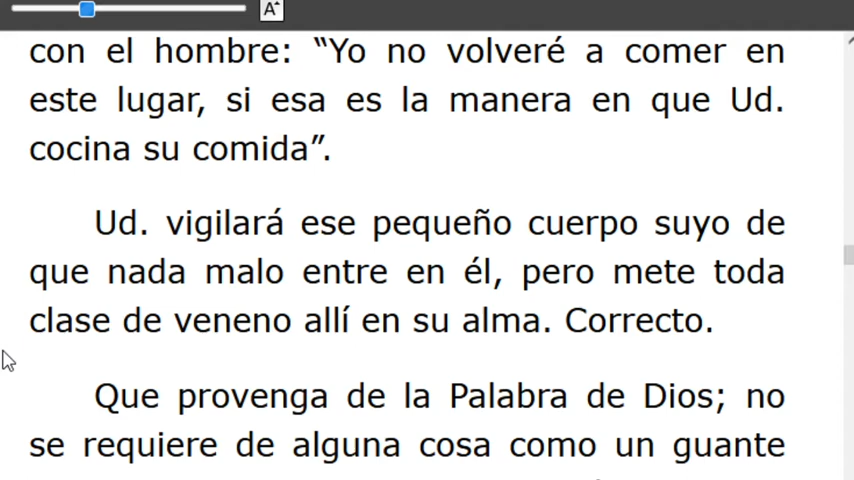 A
con el hombre: “Yo no volveré a comer en
este lugar, si esa es la manera en que Ud.
cocina su comida”.
Ud. vigilará ese pequeño cuerpo suyo de
que nada malo entre en él, pero mete toda
clase de veneno allí en su alma. Correcto.
Que provenga de la Palabra de Dios; no
se requiere de alguna cosa como un guante